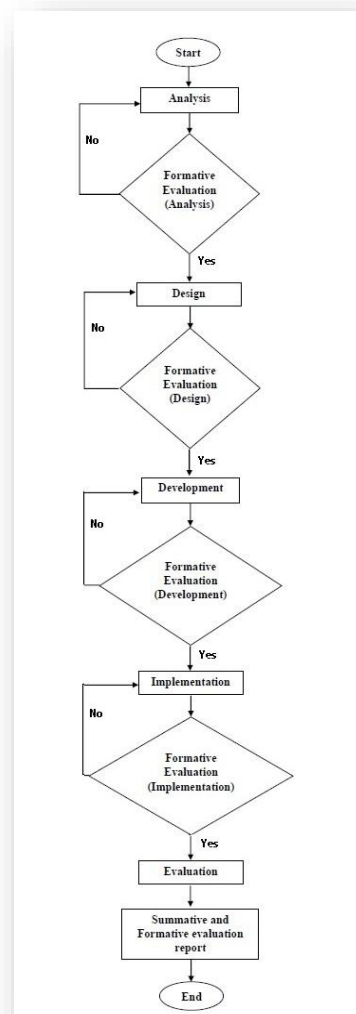 Start
Analysis
No
Formative
Evaluation
(Analysis)
Yes
Design
No
Formative
Evaluation
(Design)
Yes
Development
No
Formative
Evaluation
(Development)
Yes
Implementation
No
Formative
Evaluation
(Implementation)
Yes
Evaluation
Summative and
Formative evaluation
report
End